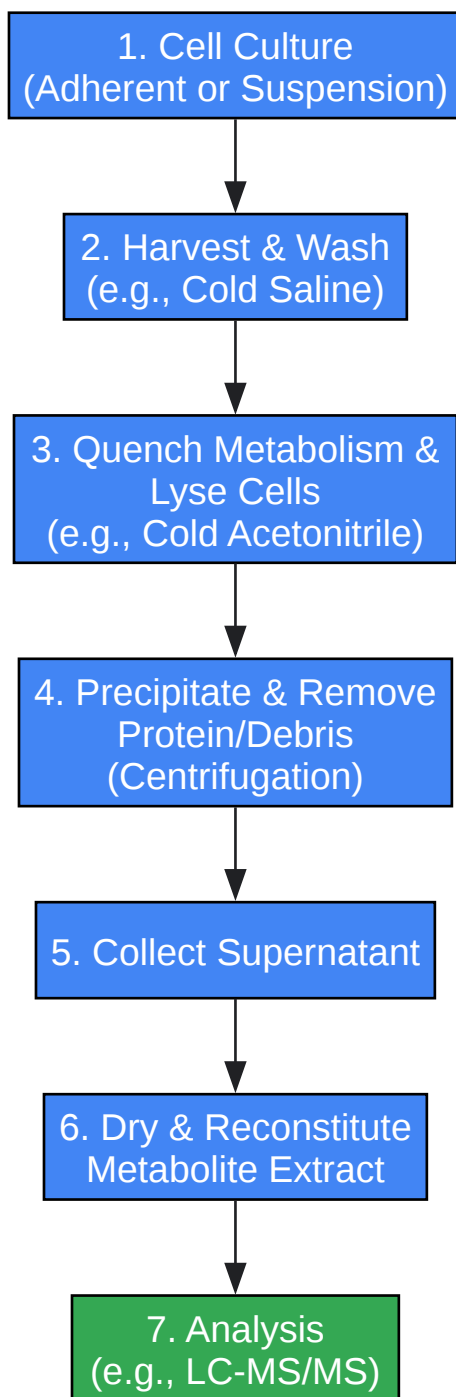 1. Cell Culture
(Adherent or Suspension)
2. Harvest & Wash
(e.g., Cold Saline)
3. Quench Metabolism &
Lyse Cells
(e.g., Cold Acetonitrile)
4. Precipitate & Remove
Protein/Debris
(Centrifugation)
5. Collect Supernatant
6. Dry & Reconstitute
Metabolite Extract
7. Analysis
(e.g., LC-MS/MS)